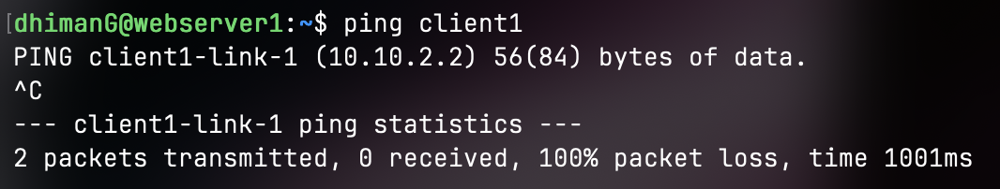 [dhimanG@webserver1:~$ ping client1
PING client1-link-1 (10.10.2.2) 56(84) bytes of data.
^C
--- client1-link-1 ping statistics ---
2 packets transmitted, 0 received, 100% packet loss, time 1001ms